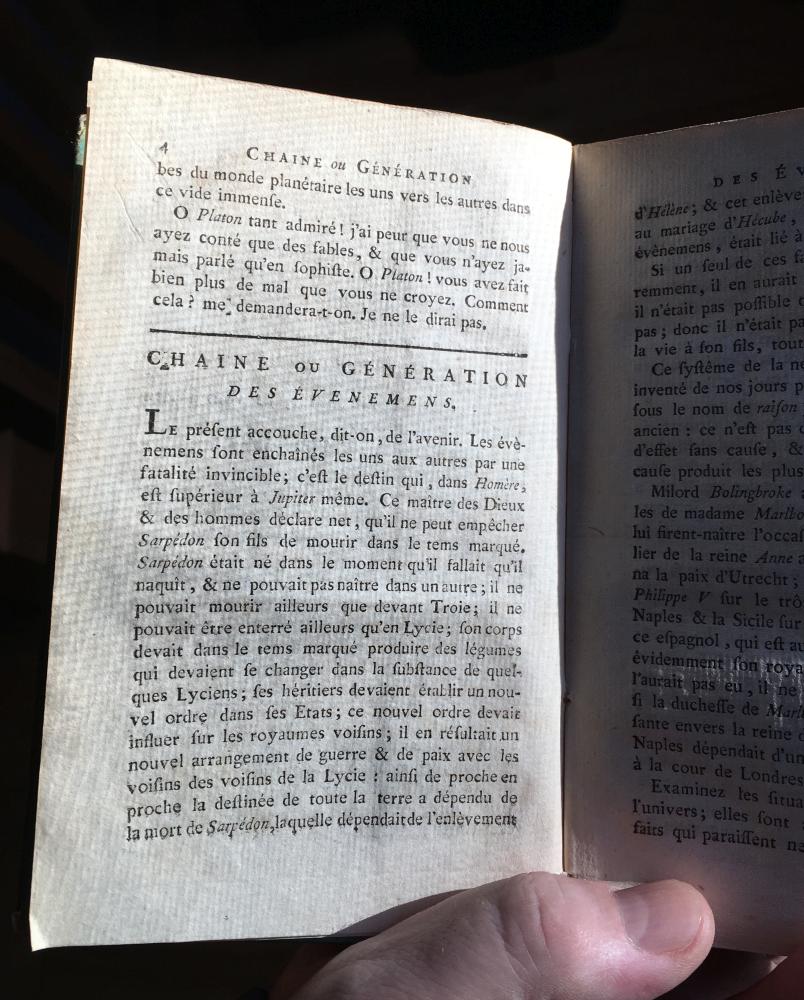 4 CHAINE ou GÉNÉRATION
bes du monde planétaire les uns vers les autres dans
ce vide immenſe.
O Platon tant admiré ! j'ai peur que vous ne nous
ayez conté que des fables, & que vous n'ayez ja-
mais parlé qu'en ſophiſte. O Platon ! vous avez fait
bien plus de mal que vous ne croyez. Comment
cela ? me demandera-t-on. Je ne le dirai pas.
CHAINE OU GÉNÉRATION
DES ÉVENEMENS.
LE préſent accouche, dit-on, de l'avenir. Les évè-
nemens ſont enchaînés les uns aux autres par une
fatalité invincible ; c'eſt le deſtin qui, dans Homère,
eſt ſupérieur à Jupiter même. Ce maître des Dieux
& des hommes déclare net, qu'il ne peut empêcher
Sarpédon ſon fils de mourir dans le tems marqué.
Sarpédon était né dans le moment qu'il fallait qu'il
naquît, & ne pouvait pas naître dans un autre ; il ne
pouvait mourir ailleurs que devant Troie ; il ne
pouvait être enterré ailleurs qu'en Lycie ; ſon corps
devait dans le tems marqué produire des légumes
qui devaient ſe changer dans la ſubſtance de quel-
ques Lyciens ; ſes héritiers devaient établir un nou-
vel ordre dans ſes Etats ; ce nouvel ordre devait
influer ſur les royaumes voiſins ; il en réſultait un
nouvel arrangement de guerre & de paix avec les
voiſins des voiſins de la Lycie : ainſi de proche en
proche la deſtinée de toute la terre a dépendu de
la mort de Sarpédon, laquelle dépendait de l'enlèvement
DES ÉV
d'Hélène ; & cet enlève
au mariage d'Hécube,
évènemens, était lié à
Si un ſeul de ces fa
remment, il en aurait
il n'était pas poſſible q
pas ; donc il n'était pa
la vie à ſon fils, tout
Ce ſyſtême de la né
inventé de nos jours p
ſous le nom de raiſon
ancien : ce n'eſt pas
d'effet ſans cauſe, &
cauſe produit les plus
Milord Bolingbroke
les de madame Marlbo
lui firent-naître l'occaſ
lier de la reine Anne a
na la paix d'Utrecht ;
Philippe V ſur le trô
Naples & la Sicile ſur
ce eſpagnol, qui eſt au
évidemment ſon roya
l'aurait pas eu, il ne
ſi la ducheſſe de Marl
ſante envers la reine
Naples dépendait d'un
à la cour de Londres
Examinez les ſitua
l'univers ; elles ſont
faits qui paraiſſent ne